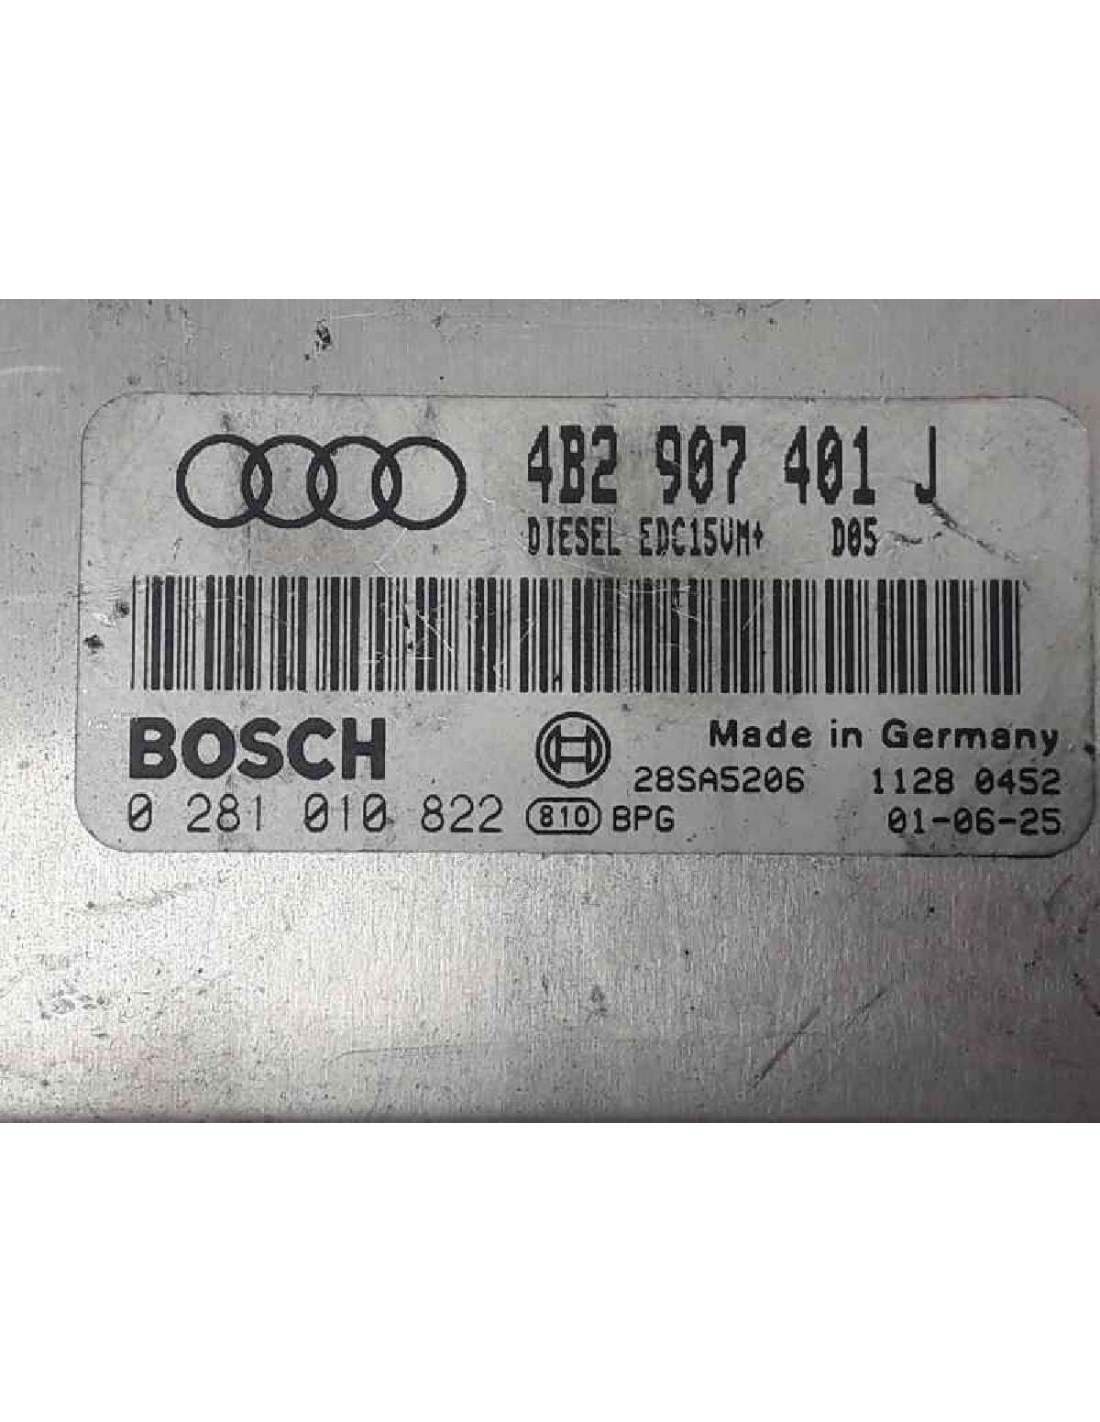 4B2 907 401 J
DIESEL EDC15VM+ D05
BOSCH
Made in Germany
28SA5206 1128 0452
0 281 010 822 810 BPG 01-06-25